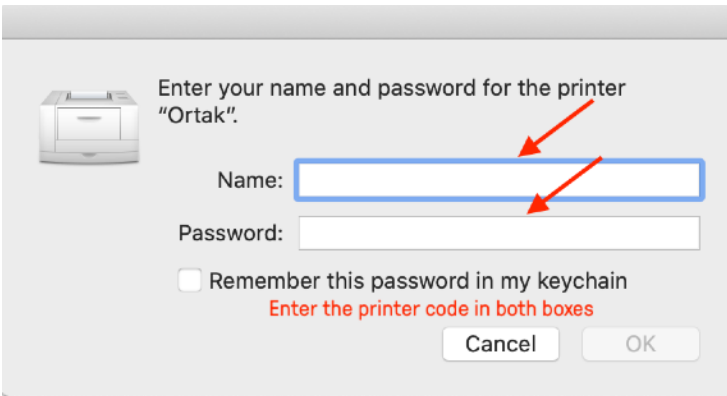 Enter your name and password for the printer
“Ortak”.
Name:
Password:
Remember this password in my keychain
Enter the printer code in both boxes
Cancel OK